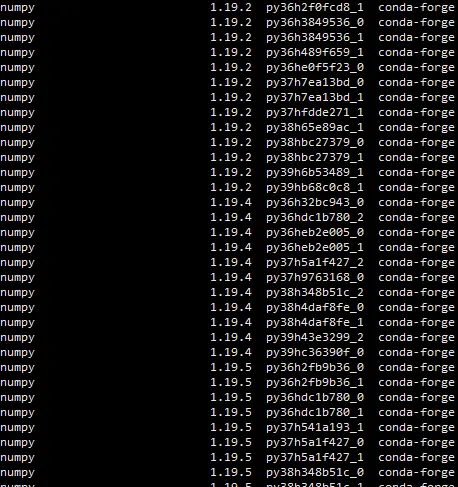 numpy 1.19.2 py36h2f0fcd8_1 conda-forge
numpy 1.19.2 py36h3849536_0 conda-forge
numpy 1.19.2 py36h3849536_1 conda-forge
numpy 1.19.2 py36h489f659_1 conda-forge
numpy 1.19.2 py36he0f5f23_0 conda-forge
numpy 1.19.2 py37h7ea13bd_0 conda-forge
numpy 1.19.2 py37h7ea13bd_1 conda-forge
numpy 1.19.2 py37hfdde271_1 conda-forge
numpy 1.19.2 py38h65e89ac_1 conda-forge
numpy 1.19.2 py38hbc27379_0 conda-forge
numpy 1.19.2 py38hbc27379_1 conda-forge
numpy 1.19.2 py39h6b53489_1 conda-forge
numpy 1.19.2 py39hb68c0c8_1 conda-forge
numpy 1.19.4 py36h32bc943_0 conda-forge
numpy 1.19.4 py36hdc1b780_2 conda-forge
numpy 1.19.4 py36heb2e005_0 conda-forge
numpy 1.19.4 py36heb2e005_1 conda-forge
numpy 1.19.4 py37h5a1f427_2 conda-forge
numpy 1.19.4 py37h9763168_0 conda-forge
numpy 1.19.4 py38h348b51c_2 conda-forge
numpy 1.19.4 py38h4daf8fe_0 conda-forge
numpy 1.19.4 py38h4daf8fe_1 conda-forge
numpy 1.19.4 py39h43e3299_2 conda-forge
numpy 1.19.4 py39hc36390f_0 conda-forge
numpy 1.19.5 py36h2fb9b36_0 conda-forge
numpy 1.19.5 py36h2fb9b36_1 conda-forge
numpy 1.19.5 py36hdc1b780_0 conda-forge
numpy 1.19.5 py36hdc1b780_1 conda-forge
numpy 1.19.5 py37h541a193_1 conda-forge
numpy 1.19.5 py37h5a1f427_0 conda-forge
numpy 1.19.5 py37h5a1f427_1 conda-forge
numpy 1.19.5 py38h348b51c_0 conda-forge
numpy 1.19.5 py38h348b51c_1 conda-forge